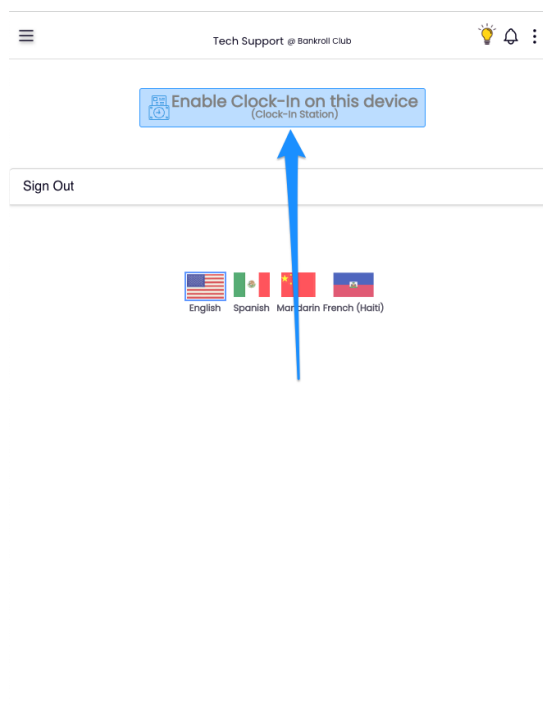 Tech Support @ Bankroll Club
Enable Clock-In on this device
(Clock-In Station)
Sign Out
English Spanish Mandarin French (Haiti)